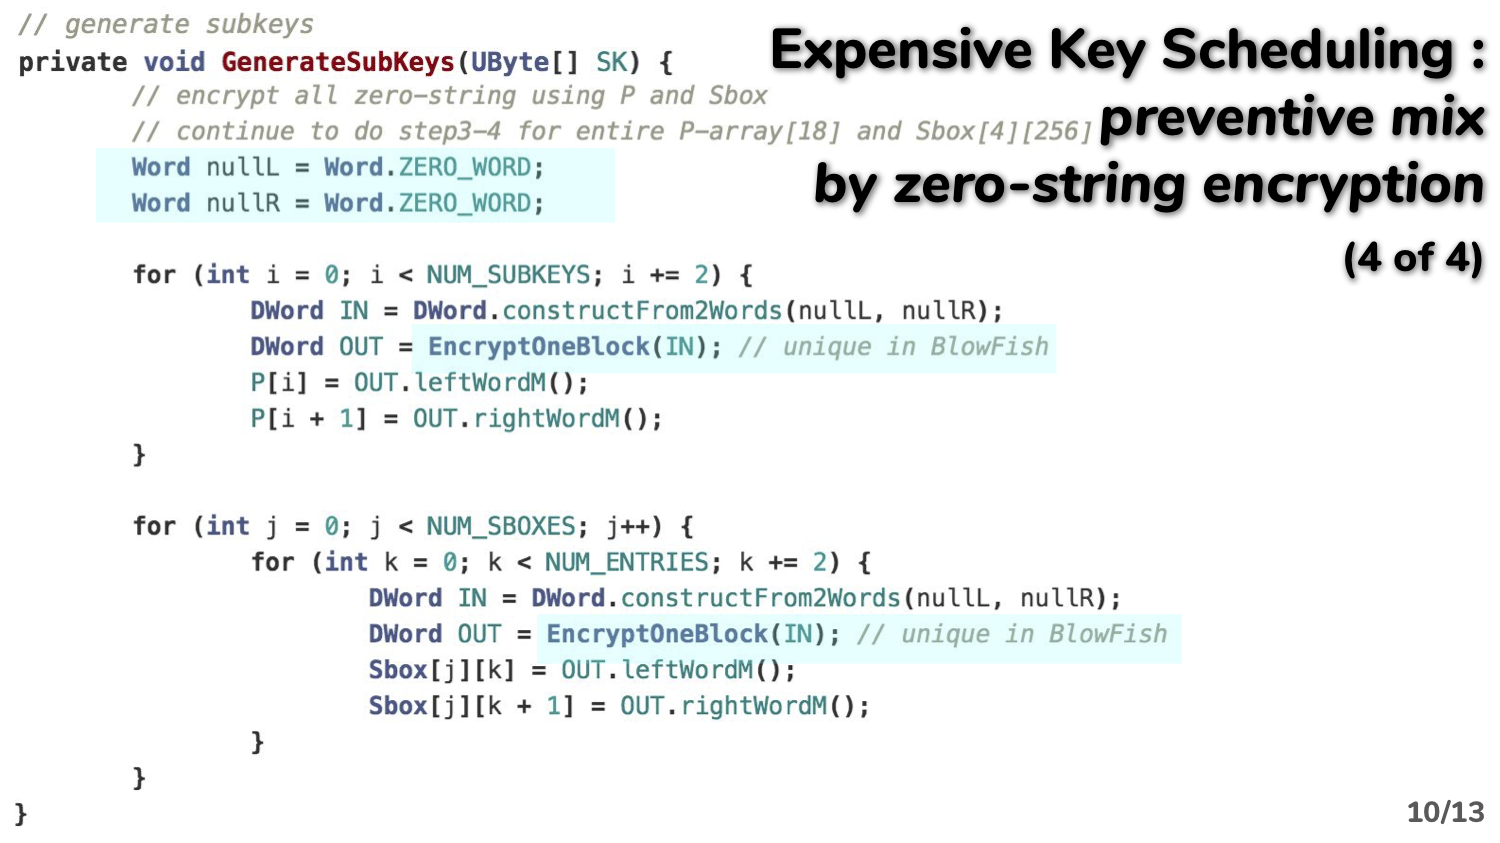 // generate subkeys
private void GenerateSubKeys(UByte[] SK) {
// encrypt all zero-string using P and Sbox
// continue to do step3-4 for entire P-array[18] and Sbox[4][256]
Word nullL = Word.ZERO_WORD;
Word nullR = Word.ZERO_WORD;
for (int i = 0; i < NUM_SUBKEYS; i += 2) {
DWord IN = DWord.constructFrom2Words(nullL, nullR);
DWord OUT = EncryptOneBlock(IN); // unique in BlowFish
P[i] = OUT.leftWordM();
P[i + 1] = OUT.rightWordM();
}
for (int j = 0; j < NUM_SBOXES; j++) {
for (int k = 0; k < NUM_ENTRIES; k += 2) {
DWord IN = DWord.constructFrom2Words(nullL, nullR);
DWord OUT = EncryptOneBlock(IN); // unique in BlowFish
Sbox[j][k] = OUT.leftWordM();
Sbox[j][k + 1] = OUT.rightWordM();
}
}
}
Expensive Key Scheduling :
preventive mix
by zero-string encryption
(4 of 4)
10/13